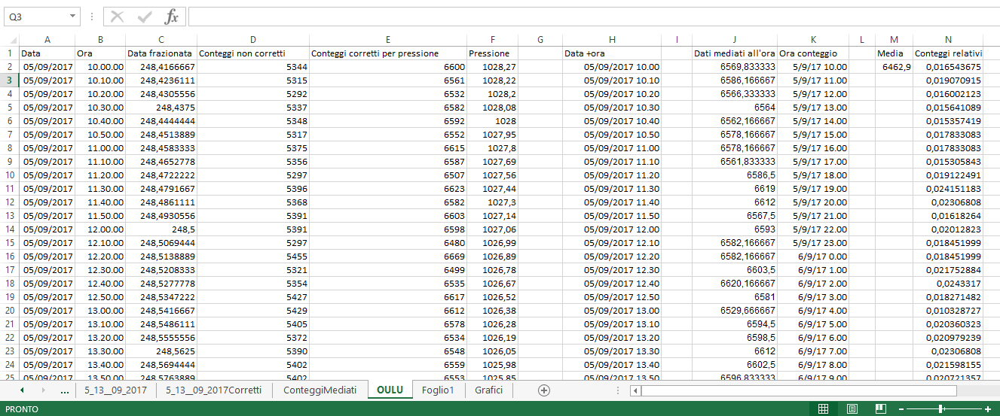 Q3 fx
A B C D E F G H I J K L M N
1 Data Ora Data frazionata Conteggi non corretti Conteggi corretti per pressione Pressione Data +ora Dati mediati all'ora Ora conteggio Media Conteggi relativi
2 05/09/2017 10.00.00 248,4166667 5344 6600 1028,27 05/09/2017 10.00 6569,833333 5/9/17 10.00 6462,9 0,016543675
3 05/09/2017 10.10.00 248,4236111 5315 6561 1028,22 05/09/2017 10.10 6586,166667 5/9/17 11.00 0,019070915
4 05/09/2017 10.20.00 248,4305556 5292 6532 1028,2 05/09/2017 10.20 6566,333333 5/9/17 12.00 0,016002123
5 05/09/2017 10.30.00 248,4375 5337 6582 1028,08 05/09/2017 10.30 6564 5/9/17 13.00 0,015641089
6 05/09/2017 10.40.00 248,4444444 5348 6592 1028 05/09/2017 10.40 6562,166667 5/9/17 14.00 0,015357419
7 05/09/2017 10.50.00 248,4513889 5317 6552 1027,95 05/09/2017 10.50 6578,166667 5/9/17 15.00 0,017833083
8 05/09/2017 11.00.00 248,4583333 5375 6615 1027,8 05/09/2017 11.00 6578,166667 5/9/17 16.00 0,017833083
9 05/09/2017 11.10.00 248,4652778 5356 6587 1027,69 05/09/2017 11.10 6561,833333 5/9/17 17.00 0,015305843
10 05/09/2017 11.20.00 248,4722222 5297 6507 1027,56 05/09/2017 11.20 6586,5 5/9/17 18.00 0,019122491
11 05/09/2017 11.30.00 248,4791667 5396 6623 1027,44 05/09/2017 11.30 6619 5/9/17 19.00 0,024151183
12 05/09/2017 11.40.00 248,4861111 5368 6582 1027,3 05/09/2017 11.40 6612 5/9/17 20.00 0,02306808
13 05/09/2017 11.50.00 248,4930556 5391 6603 1027,14 05/09/2017 11.50 6567,5 5/9/17 21.00 0,01618264
14 05/09/2017 12.00.00 248,5 5391 6598 1027,06 05/09/2017 12.00 6593 5/9/17 22.00 0,02012823
15 05/09/2017 12.10.00 248,5069444 5297 6480 1026,99 05/09/2017 12.10 6582,166667 5/9/17 23.00 0,018451999
16 05/09/2017 12.20.00 248,5138889 5455 6669 1026,89 05/09/2017 12.20 6582,166667 6/9/17 0.00 0,018451999
17 05/09/2017 12.30.00 248,5208333 5321 6499 1026,78 05/09/2017 12.30 6603,5 6/9/17 1.00 0,021752884
18 05/09/2017 12.40.00 248,5277778 5354 6535 1026,67 05/09/2017 12.40 6620,166667 6/9/17 2.00 0,0243317
19 05/09/2017 12.50.00 248,5347222 5427 6617 1026,52 05/09/2017 12.50 6581 6/9/17 3.00 0,018271482
20 05/09/2017 13.00.00 248,5416667 5429 6612 1026,38 05/09/2017 13.00 6529,666667 6/9/17 4.00 0,010328727
21 05/09/2017 13.10.00 248,5486111 5405 6578 1026,28 05/09/2017 13.10 6594,5 6/9/17 5.00 0,020360323
22 05/09/2017 13.20.00 248,5555556 5372 6534 1026,19 05/09/2017 13.20 6598,5 6/9/17 6.00 0,020979239
23 05/09/2017 13.30.00 248,5625 5390 6548 1026,05 05/09/2017 13.30 6612 6/9/17 7.00 0,02306808
24 05/09/2017 13.40.00 248,5694444 5402 6559 1025,98 05/09/2017 13.40 6602,5 6/9/17 8.00 0,021598155
25 05/09/2017 13.50.00 248,5763889 5402 6553 1025,85 05/09/2017 13.50 6596,833333 6/9/17 9.00 0,020721357
... 5_13__09_2017 5_13__09_2017Corretti ConteggiMediati OULU Foglio1 Grafici
PRONTO